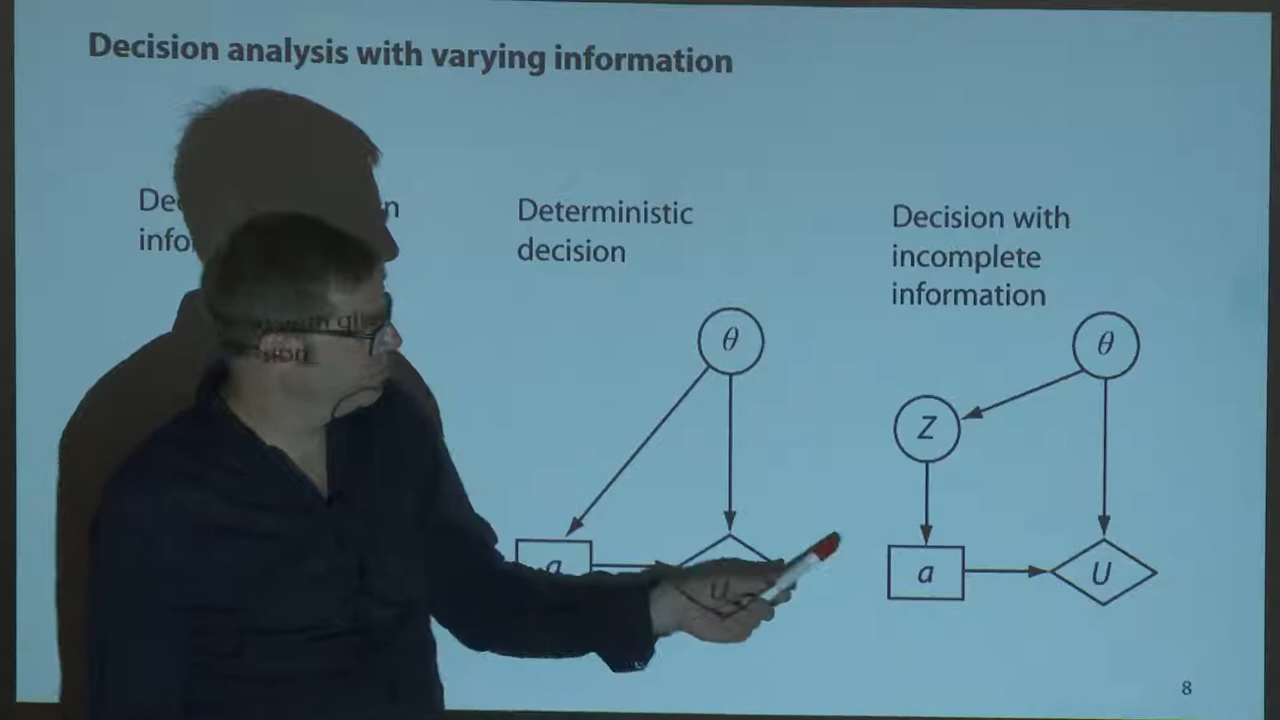 Decision analysis with varying information
Deterministic
decision
θ
a
U
Decision with
incomplete
information
θ
Z
a
U
8